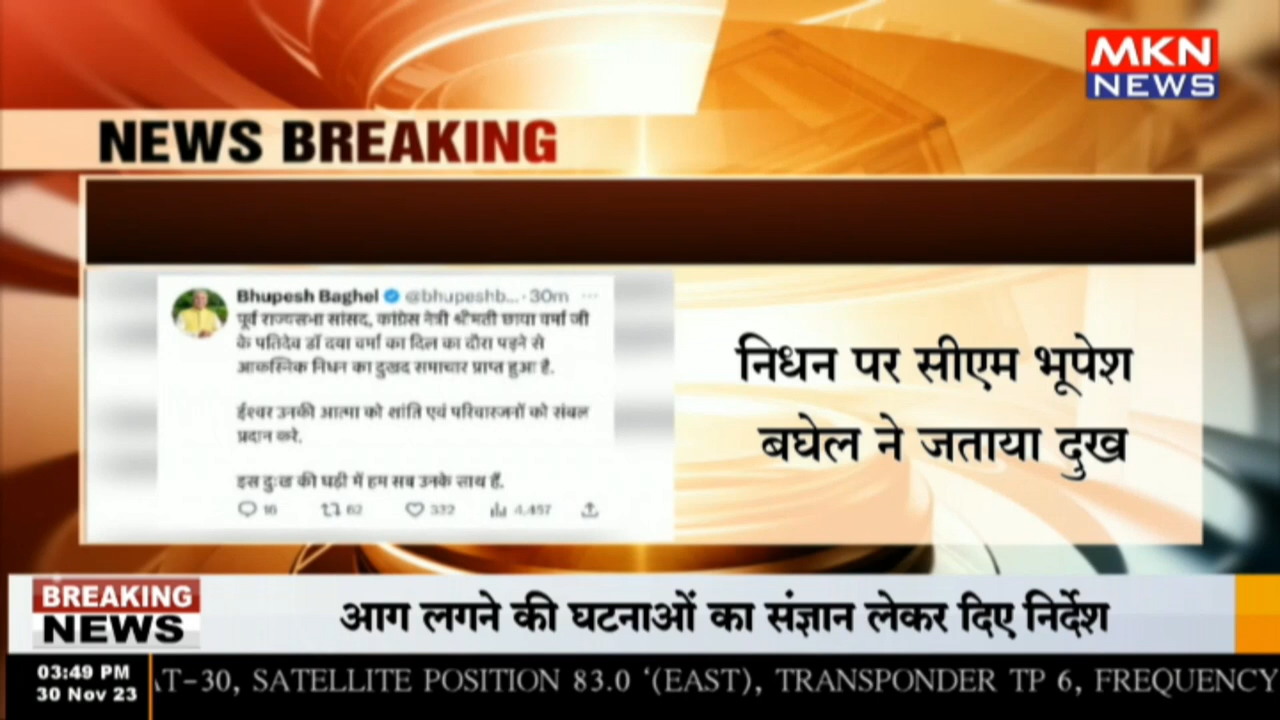 MKN
NEWS
NEWS BREAKING
Bhupesh Baghel @bhupeshb... · 30m ...
पूर्व राज्यसभा सांसद, कांग्रेस नेत्री श्रीमती छाया वर्मा जी
के पतिदेव डॉ दया वर्मा का दिल का दौरा पड़ने से
आकस्मिक निधन का दुखद समाचार प्राप्त हुआ है.
ईश्वर उनकी आत्मा को शांति एवं परिवारजनों को संबल
प्रदान करे.
इस दुःख की घड़ी में हम सब उनके साथ हैं.
16 62 332 4,457
निधन पर सीएम भूपेश
बघेल ने जताया दुख
BREAKING
NEWS
आग लगने की घटनाओं का संज्ञान लेकर दिए निर्देश
03:49 PM
30 Nov 23
AT-30, SATELLITE POSITION 83.0 ‘(EAST), TRANSPONDER TP 6, FREQUENCY